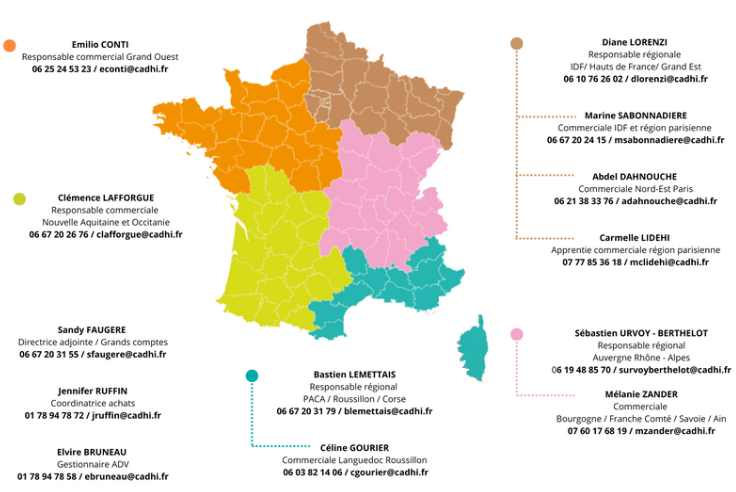 Emilio CONTI
Responsable commercial Grand Ouest
06 25 24 53 23 / econti@cadhi.fr
Clémence LAFFORGUE
Responsable commerciale
Nouvelle Aquitaine et Occitanie
06 67 20 26 76 / clafforgue@cadhi.fr
Sandy FAUGERE
Directrice adjointe / Grands comptes
06 67 20 31 55 / sfaugere@cadhi.fr
Jennifer RUFFIN
Coordinatrice achats
01 78 94 78 72 / jruffin@cadhi.fr
Elvire BRUNEAU
Gestionnaire ADV
01 78 94 78 58 / ebruneau@cadhi.fr
Bastien LEMETTAIS
Responsable régional
PACA / Roussillon / Corse
06 67 20 31 79 / blemettais@cadhi.fr
Céline GOURIER
Commerciale Languedoc Roussillon
06 03 82 14 06 / cgourier@cadhi.fr
Diane LORENZI
Responsable régionale
IDF/ Hauts de France/ Grand Est
06 10 76 26 02 / dlorenzi@cadhi.fr
Marine SABONNADIERE
Commerciale IDF et région parisienne
06 67 20 24 15 / msabonnadiere@cadhi.fr
Abdel DAHNOUCHE
Commerciale Nord-Est Paris
06 21 38 33 76 / adahnouche@cadhi.fr
Carmelle LIDEHI
Apprentie commerciale région parisienne
07 77 85 36 18 / mclidehi@cadhi.fr
Sébastien URVOY - BERTHELOT
Responsable régional
Auvergne Rhône - Alpes
06 19 48 85 70 / survoyberthelot@cadhi.fr
Mélanie ZANDER
Commerciale
Bourgogne / Franche Comté / Savoie / Ain
07 60 17 68 19 / mzander@cadhi.fr